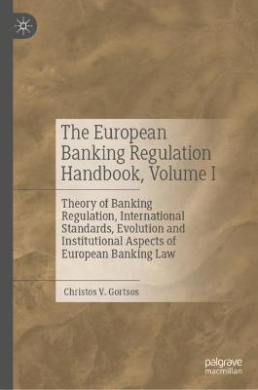 The European
Banking Regulation
Handbook, Volume I
Theory of Banking
Regulation, International
Standards, Evolution and
Institutional Aspects of
European Banking Law
Christos V. Gortsos
palgrave
macmillan